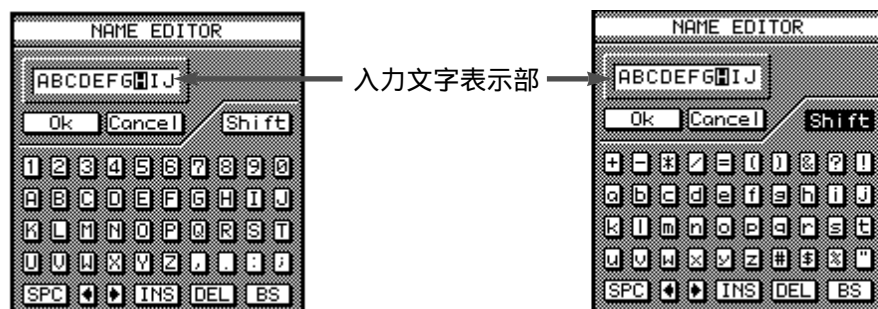 NAME EDITOR
ABCDEFGHIJ
Ok Cancel Shift
1 2 3 4 5 6 7 8 9 0
A B C D E F G H I J
K L M N O P Q R S T
U V W X Y Z , . : ;
SPC INS DEL BS
入力文字表示部
NAME EDITOR
ABCDEFGHIJ
Ok Cancel Shift
+ - * / = ( ) & ? !
a b c d e f g h i j
k l m n o p q r s t
u v w x y z # $ % "
SPC INS DEL BS